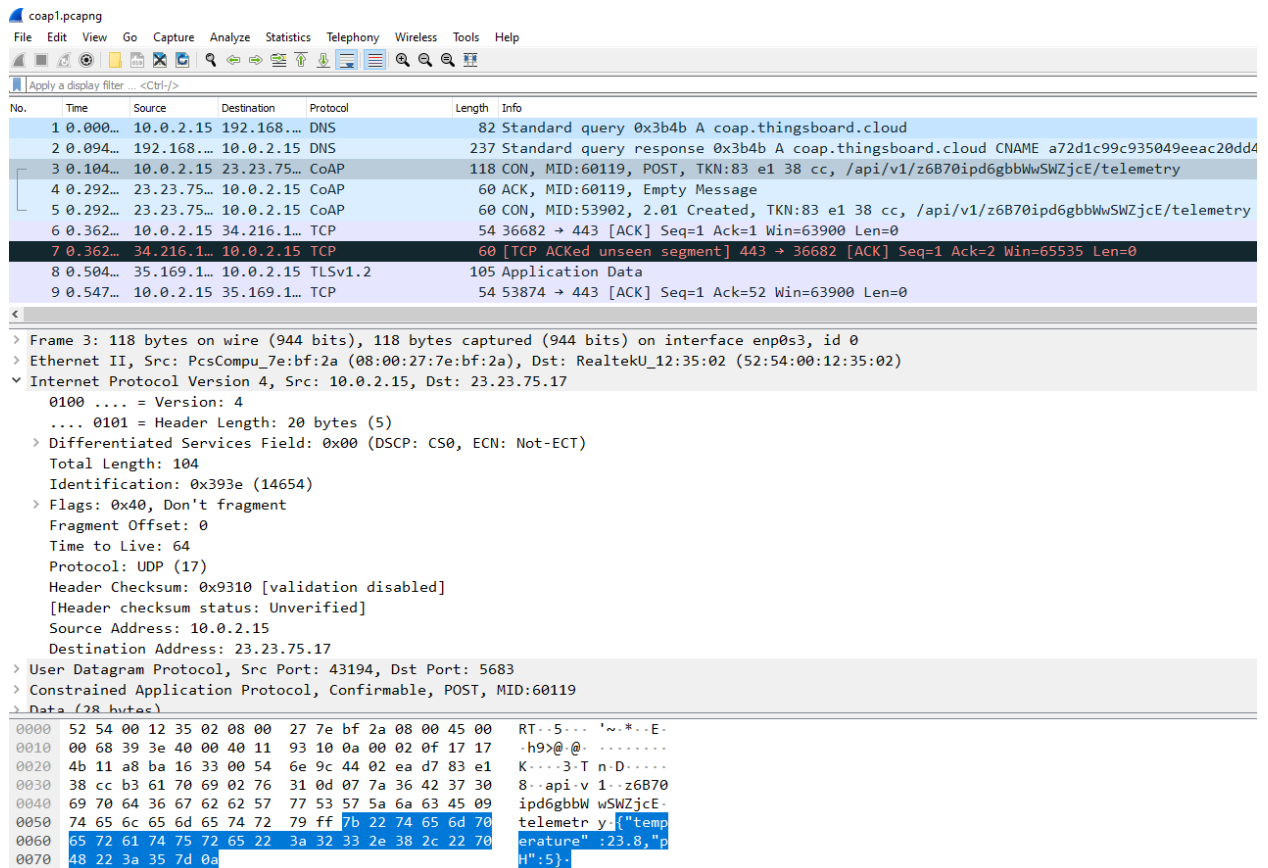 coap1.pcapng
File Edit View Go Capture Analyze Statistics Telephony Wireless Tools Help
Apply a display filter ... <Ctrl-/>
No. Time Source Destination Protocol Length Info
1 0.000… 10.0.2.15 192.168.… DNS 82 Standard query 0x3b4b A coap.thingsboard.cloud
2 0.094… 192.168.… 10.0.2.15 DNS 237 Standard query response 0x3b4b A coap.thingsboard.cloud CNAME a72d1c99c935049eeac20dd4
3 0.104… 10.0.2.15 23.23.75… CoAP 118 CON, MID:60119, POST, TKN:83 e1 38 cc, /api/v1/z6B70ipd6gbbWwSWZjcE/telemetry
4 0.292… 23.23.75… 10.0.2.15 CoAP 60 ACK, MID:60119, Empty Message
5 0.292… 23.23.75… 10.0.2.15 CoAP 60 CON, MID:53902, 2.01 Created, TKN:83 e1 38 cc, /api/v1/z6B70ipd6gbbWwSWZjcE/telemetry
6 0.362… 10.0.2.15 34.216.1… TCP 54 36682 → 443 [ACK] Seq=1 Ack=1 Win=63900 Len=0
7 0.362… 34.216.1… 10.0.2.15 TCP 60 [TCP ACKed unseen segment] 443 → 36682 [ACK] Seq=1 Ack=2 Win=65535 Len=0
8 0.504… 35.169.1… 10.0.2.15 TLSv1.2 105 Application Data
9 0.547… 10.0.2.15 35.169.1… TCP 54 53874 → 443 [ACK] Seq=1 Ack=52 Win=63900 Len=0
Frame 3: 118 bytes on wire (944 bits), 118 bytes captured (944 bits) on interface enp0s3, id 0
Ethernet II, Src: PcsCompu_7e:bf:2a (08:00:27:7e:bf:2a), Dst: RealtekU_12:35:02 (52:54:00:12:35:02)
Internet Protocol Version 4, Src: 10.0.2.15, Dst: 23.23.75.17
0100 .... = Version: 4
.... 0101 = Header Length: 20 bytes (5)
Differentiated Services Field: 0x00 (DSCP: CS0, ECN: Not-ECT)
Total Length: 104
Identification: 0x393e (14654)
Flags: 0x40, Don't fragment
Fragment Offset: 0
Time to Live: 64
Protocol: UDP (17)
Header Checksum: 0x9310 [validation disabled]
[Header checksum status: Unverified]
Source Address: 10.0.2.15
Destination Address: 23.23.75.17
User Datagram Protocol, Src Port: 43194, Dst Port: 5683
Constrained Application Protocol, Confirmable, POST, MID:60119
Data (28 bytes)
0000 52 54 00 12 35 02 08 00 27 7e bf 2a 08 00 45 00 RT··5··· '~·*··E·
0010 00 68 39 3e 40 00 40 11 93 10 0a 00 02 0f 17 17 ·h9>@·@· ········
0020 4b 11 a8 ba 16 33 00 54 6e 9c 44 02 ea d7 83 e1 K····3·T n·D·····
0030 38 cc b3 61 70 69 02 76 31 0d 07 7a 36 42 37 30 8··api·v 1··z6B70
0040 69 70 64 36 67 62 62 57 77 53 57 5a 6a 63 45 09 ipd6gbbW wSWZjcE·
0050 74 65 6c 65 6d 65 74 72 79 ff 7b 22 74 65 6d 70 telemetr y·{"temp
0060 65 72 61 74 75 72 65 22 3a 32 33 2e 38 2c 22 70 erature" :23.8,"p
0070 48 22 3a 35 7d 0a H":5}·